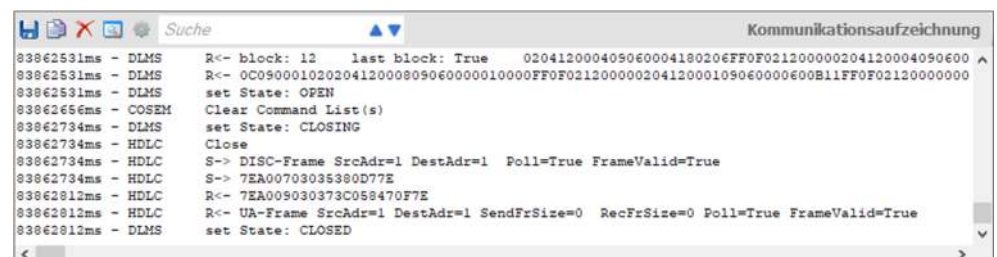 Suche
Kommunikationsaufzeichnung
83862531ms - DLMS R<- block: 12 last block: True 020412000409060004180206FF0F02120000020412000409060​0
83862531ms - DLMS R<- 0C090001020204120008090600000​10000FF0F02120000020412000109060000600B11FF0F02120000000
83862531ms - DLMS set State: OPEN
83862656ms - COSEM Clear Command List(s)
83862734ms - DLMS set State: CLOSING
83862734ms - HDLC Close
83862734ms - HDLC S-> DISC-Frame SrcAdr=1 DestAdr=1 Poll=True FrameValid=True
83862734ms - HDLC S-> 7EA00703035380D77E
83862812ms - HDLC R<- 7EA009030373C058470F7E
83862812ms - HDLC R<- UA-Frame SrcAdr=1 DestAdr=1 SendFrSize=0 RecFrSize=0 Poll=True FrameValid=True
83862812ms - DLMS set State: CLOSED